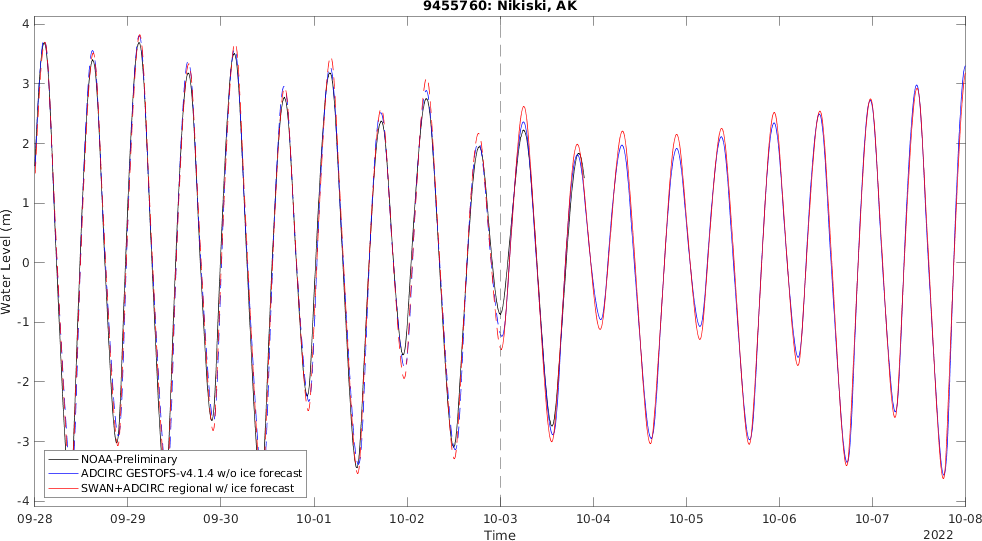 9455760: Nikiski, AK
4
3
2
1
0
-1
-2
-3
-4
Water Level (m)
NOAA-Preliminary
ADCIRC GESTOFS-v4.1.4 w/o ice forecast
SWAN+ADCIRC regional w/ ice forecast
09-28 09-29 09-30 10-01 10-02 10-03 10-04 10-05 10-06 10-07 10-08
Time
2022